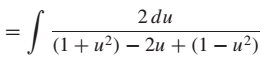 = ∫ 2 du / (1 + u²) − 2u + (1 − u²)